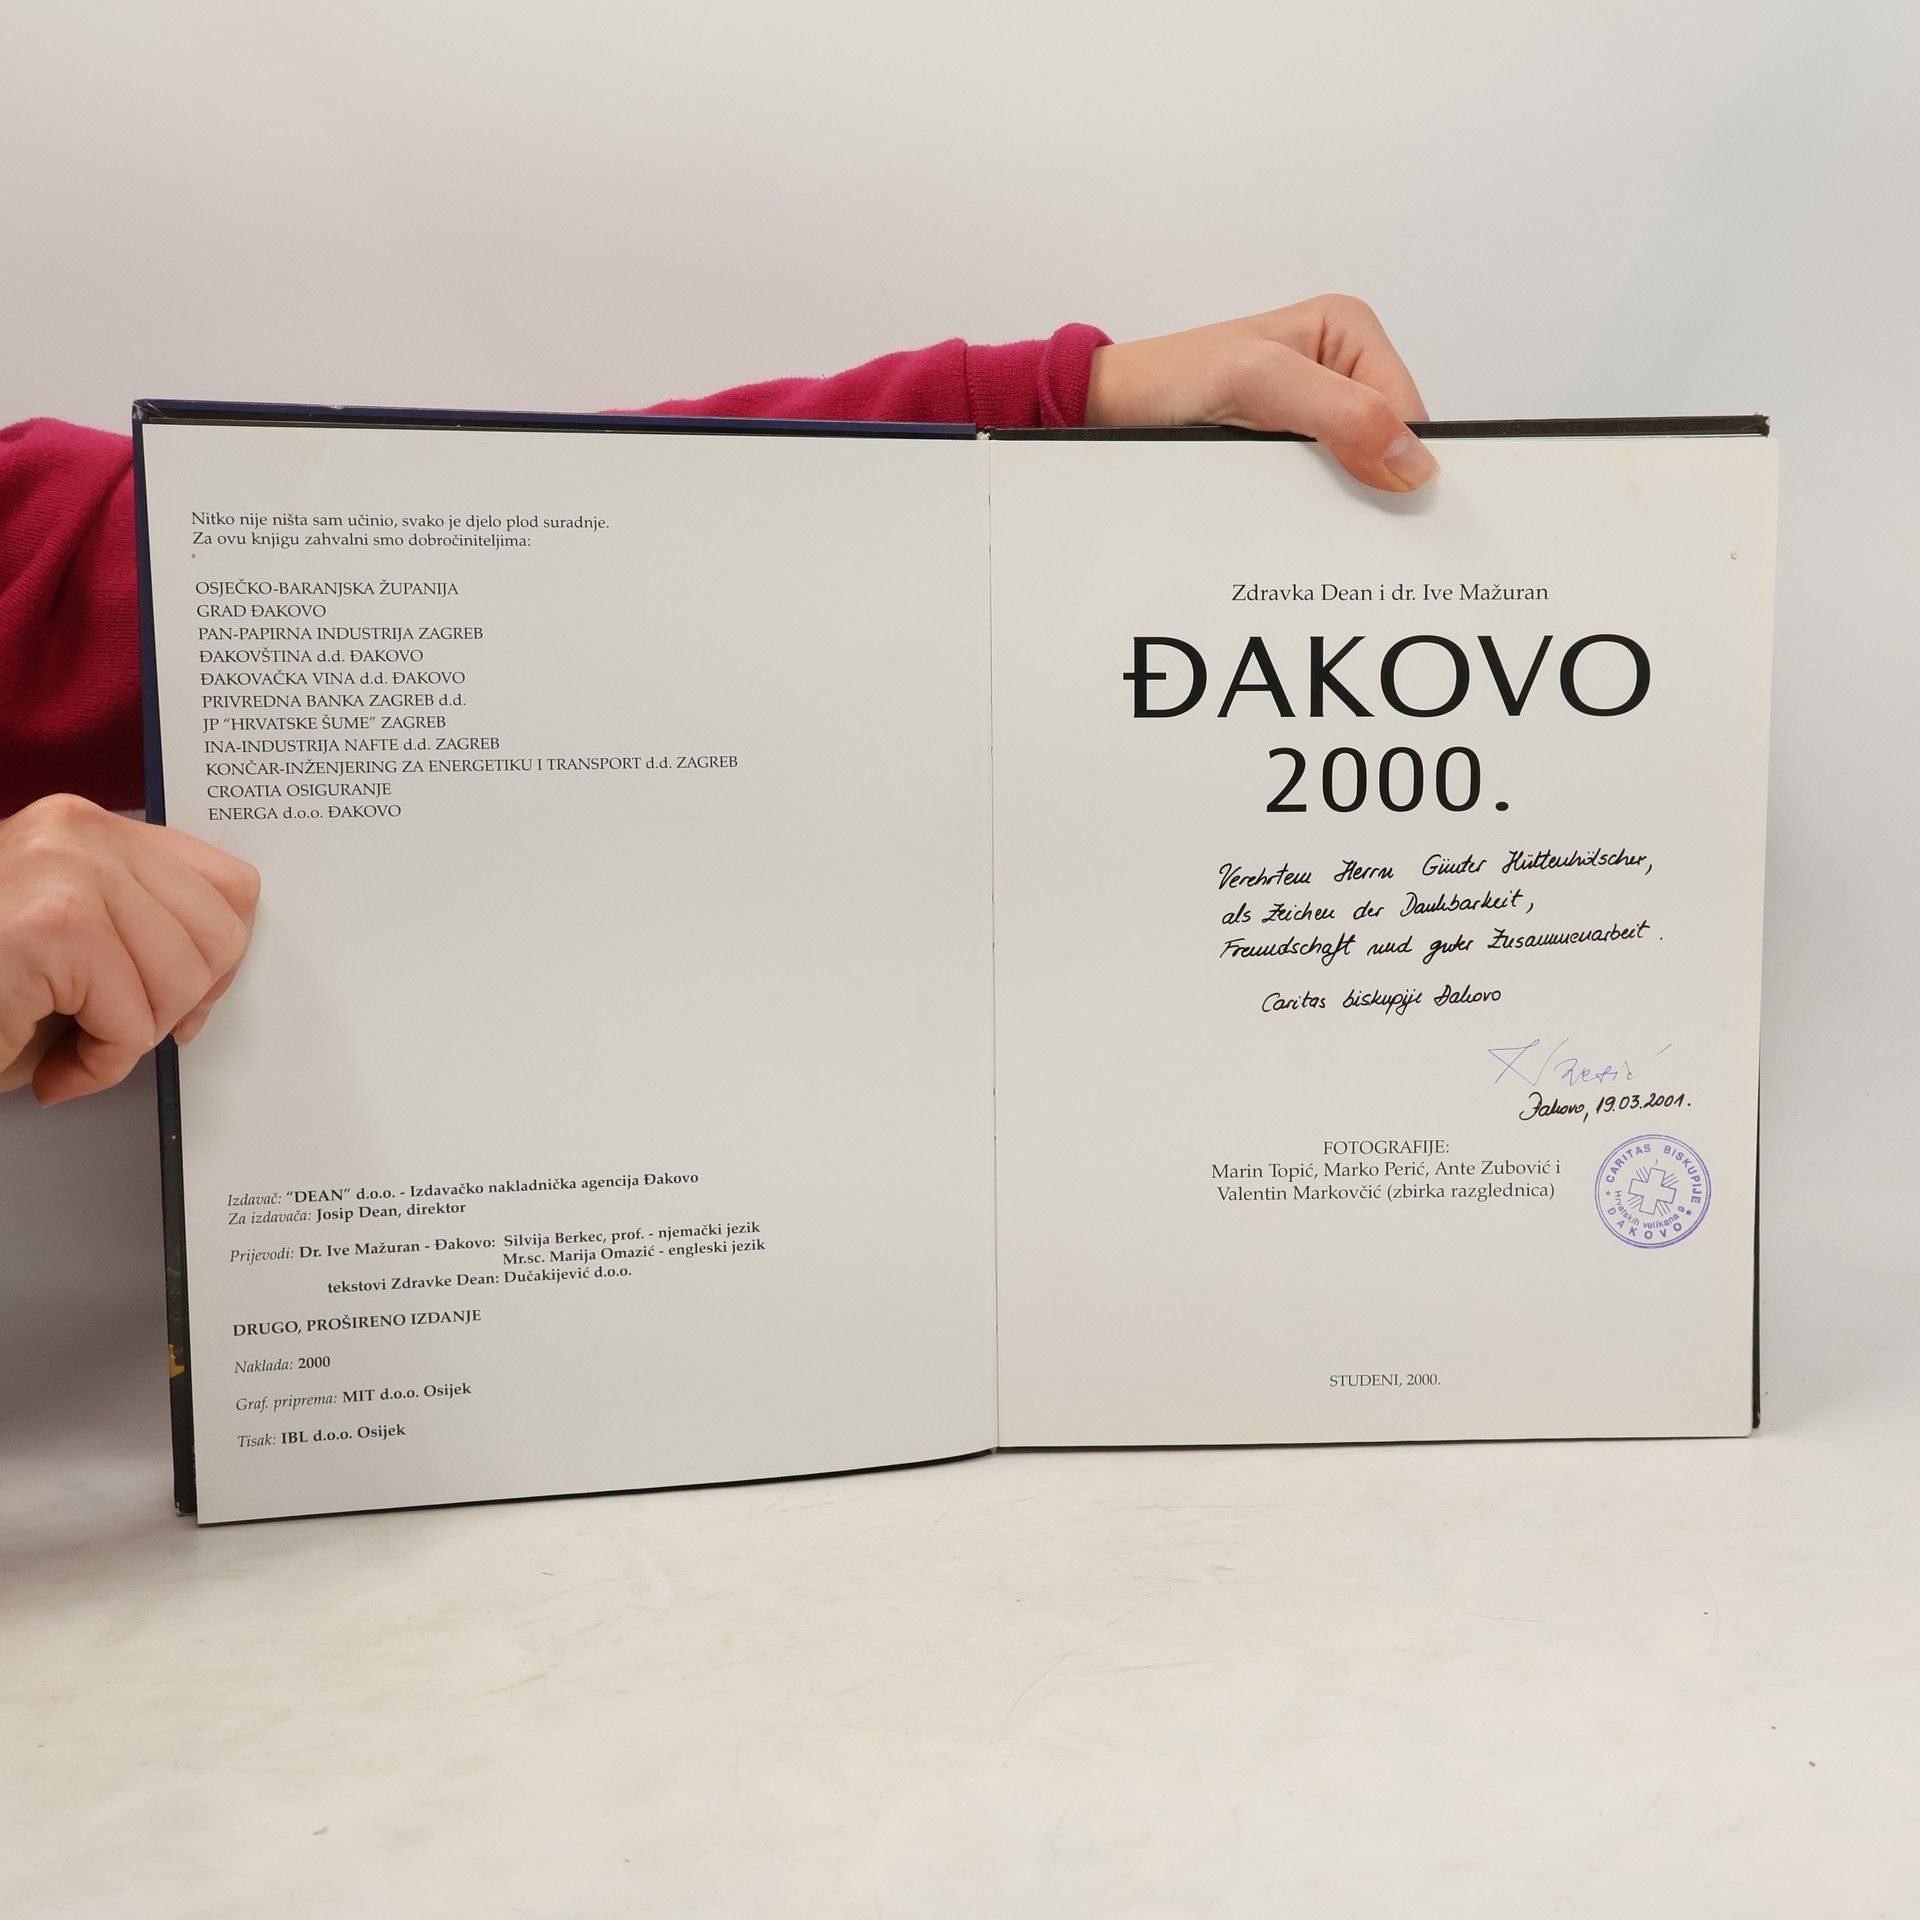 Nitko nije ništa sam učinio, svako je djelo plod suradnje.
Za ovu knjigu zahvalni smo dobročiniteljima:
OSJEČKO-BARANJSKA ŽUPANIJA
GRAD ĐAKOVO
PAN-PAPIRNA INDUSTRIJA ZAGREB
ĐAKOVŠTINA d.d. ĐAKOVO
ĐAKOVAČKA VINA d.d. ĐAKOVO
PRIVREDNA BANKA ZAGREB d.d.
JP “HRVATSKE ŠUME” ZAGREB
INA-INDUSTRIJA NAFTE d.d. ZAGREB
KONČAR-INŽENJERING ZA ENERGETIKU I TRANSPORT d.d. ZAGREB
CROATIA OSIGURANJE
ENERGA d.o.o. ĐAKOVO
Izdavač: “DEAN” d.o.o. - Izdavačko nakladnička agencija Đakovo
Za izdavača: Josip Dean, direktor
Prijevodi: Dr. Ive Mažuran - Đakovo: Silvija Berkec, prof. - njemački jezik
Mr.sc. Marija Omazić - engleski jezik
tekstovi Zdravke Dean: Dučakijević d.o.o.
DRUGO, PROŠIRENO IZDANJE
Naklada: 2000
Graf. priprema: MIT d.o.o. Osijek
Tisak: IBL d.o.o. Osijek
Zdravka Dean i dr. Ive Mažuran
ĐAKOVO
2000.
Verehrtem Herrn Günter Hüttenhölscher,
als Zeichen der Dankbarkeit,
Freundschaft und guter Zusammenarbeit.
Caritas biskupije Đakovo
Đakovo, 19.03.2001.
FOTOGRAFIJE:
Marin Topić, Marko Perić, Ante Zubović i
Valentin Markovčić (zbirka razglednica)
CARITAS BISKUPIJE
Hrvatskih velikana 9
ĐAKOVO
STUDENI, 2000.